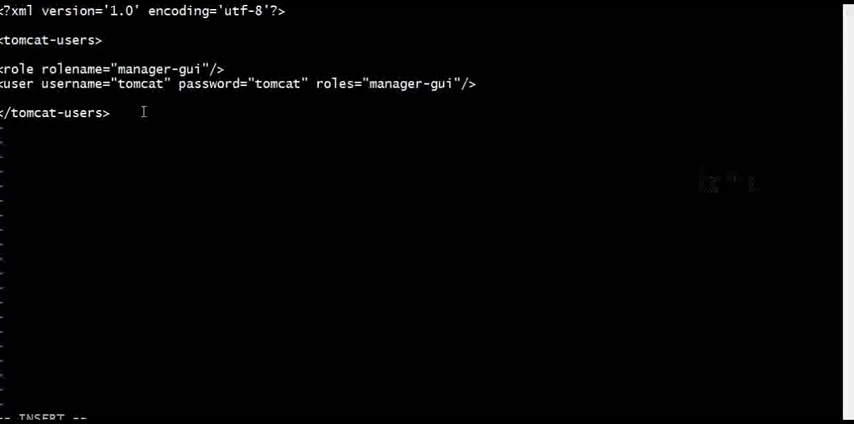 <?xml version='1.0' encoding='utf-8'?>
<tomcat-users>
<role rolename="manager-gui"/>
<user username="tomcat" password="tomcat" roles="manager-gui"/>
</tomcat-users>
-- INSERT --